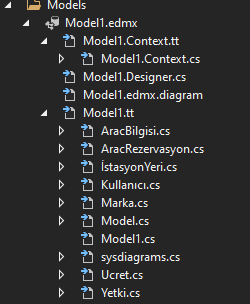 Models
Model1.edmx
Model1.Context.tt
Model1.Context.cs
Model1.Designer.cs
Model1.edmx.diagram
Model1.tt
AracBilgisi.cs
AracRezervasyon.cs
İstasyonYeri.cs
Kullanıcı.cs
Marka.cs
Model.cs
Model1.cs
sysdiagrams.cs
Ucret.cs
Yetki.cs